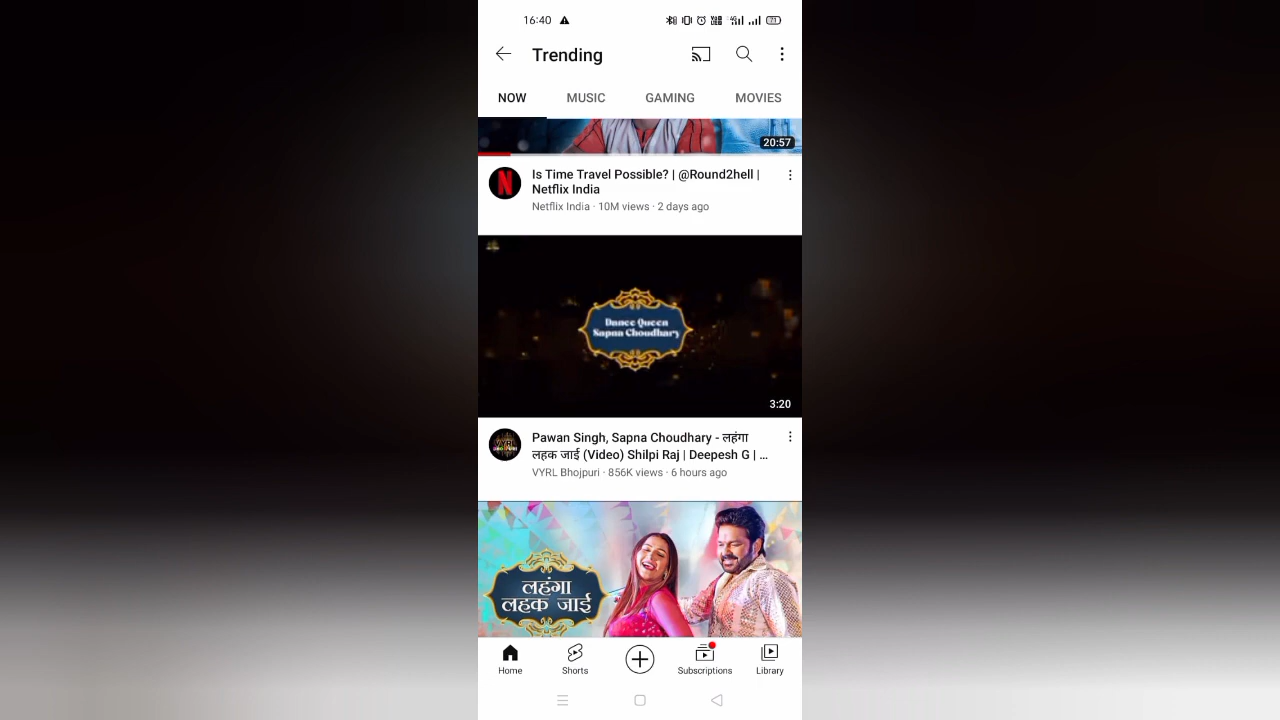 16:40
71
Trending
NOW MUSIC GAMING MOVIES
20:57
Is Time Travel Possible? | @Round2hell |
Netflix India
Netflix India · 10M views · 2 days ago
Dance Queen
Sapna Choudhary
3:20
Pawan Singh, Sapna Choudhary - लहंगा
लहक जाई (Video) Shilpi Raj | Deepesh G | ...
VYRL Bhojpuri · 856K views · 6 hours ago
लहंगा
लहक जाई
Home Shorts Subscriptions Library